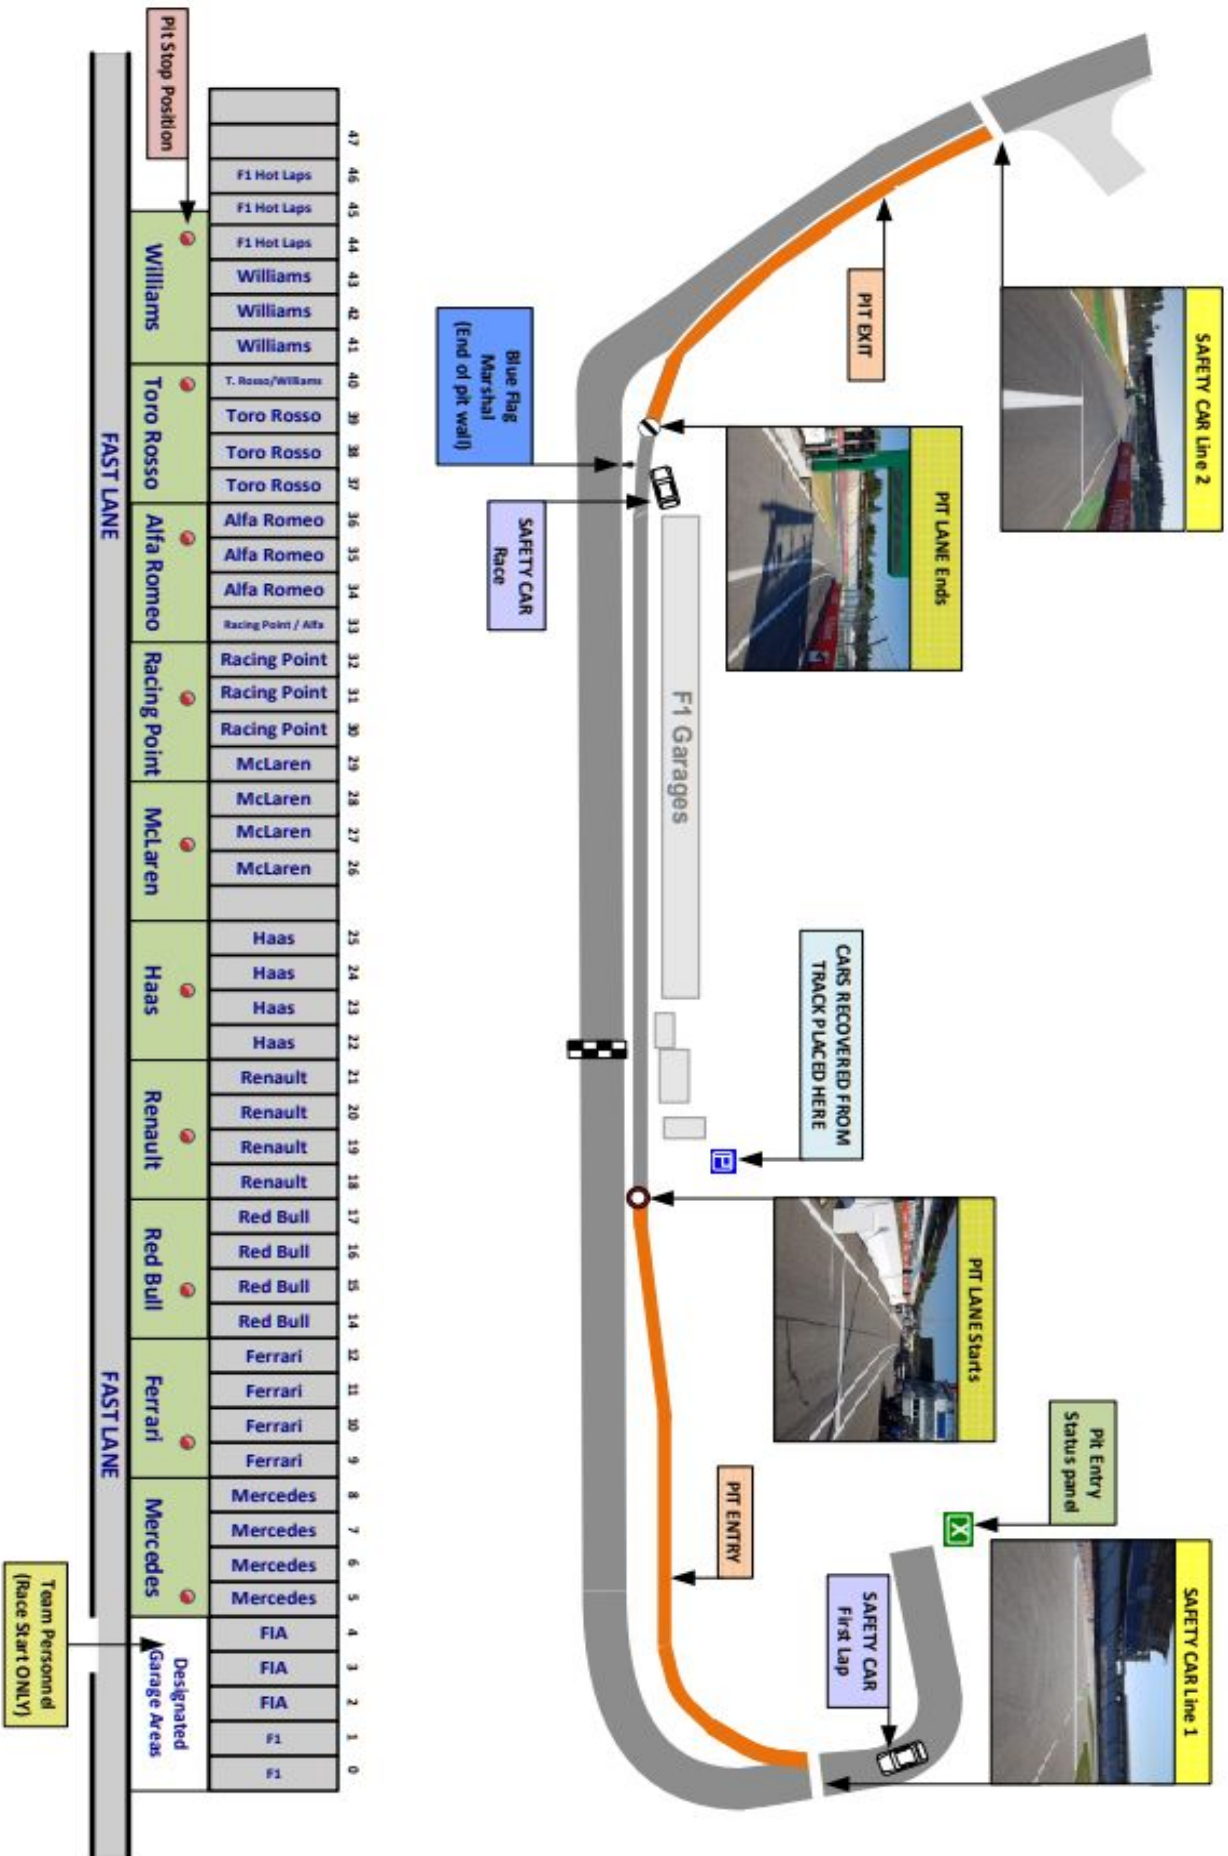 SAFETY CAR Line 2
SAFETY CAR Line 1
Pit Entry
Status panel
PIT LANE Ends
PIT LANE Starts
PIT EXIT
CARS RECOVERED FROM
TRACK PLACED HERE
SAFETY CAR
First Lap
PIT ENTRY
P
X
F1 Garages
SAFETY CAR
Race
Blue Flag
Marshal
(End of pit wall)
47
46
45
44
43
42
41
40
39
38
37
36
35
34
33
32
31
30
29
28
27
26
25
24
23
22
21
20
19
18
17
16
15
14
12
11
10
9
8
7
6
5
4
3
2
1
0
F1 Hot Laps
F1 Hot Laps
F1 Hot Laps
Williams
Williams
Williams
T. Rosso/Williams
Toro Rosso
Toro Rosso
Toro Rosso
Alfa Romeo
Alfa Romeo
Alfa Romeo
Racing Point / Alfa
Racing Point
Racing Point
Racing Point
McLaren
McLaren
McLaren
McLaren
Haas
Haas
Haas
Haas
Renault
Renault
Renault
Renault
Red Bull
Red Bull
Red Bull
Red Bull
Ferrari
Ferrari
Ferrari
Ferrari
Mercedes
Mercedes
Mercedes
Mercedes
FIA
FIA
FIA
F1
F1
Pit Stop Position
Williams
Toro Rosso
Alfa Romeo
Racing Point
McLaren
Haas
Renault
Red Bull
Ferrari
Mercedes
Designated
Garage Areas
FAST LANE
FAST LANE
Team Personnel
(Race Start ONLY)